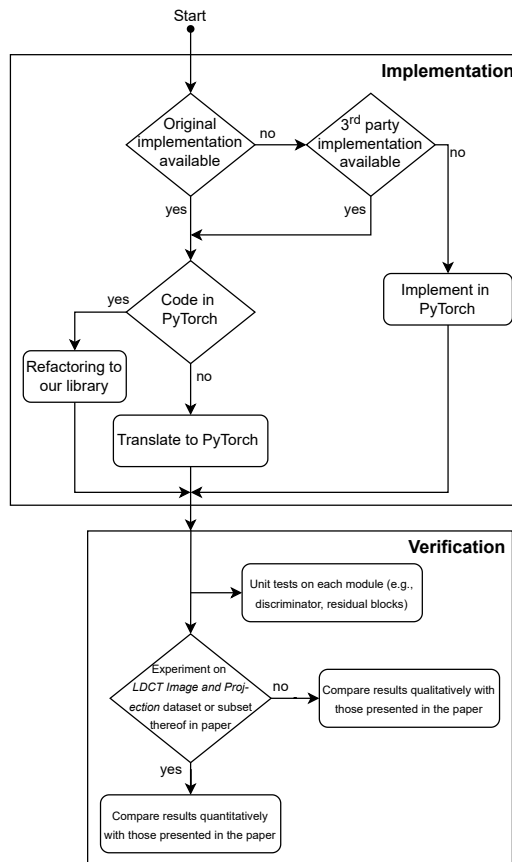 Start
Implementation
Original
implementation
available
no
3rd party
implementation
available
no
yes
yes
Code in
PyTorch
yes
Implement in
PyTorch
Refactoring to
our library
no
Translate to PyTorch
Verification
Unit tests on each module (e.g.,
discriminator, residual blocks)
Experiment on
LDCT Image and Proj-
ection dataset or subset
thereof in paper
no
Compare results qualitatively with
those presented in the paper
yes
Compare results quantitatively
with those presented in the paper